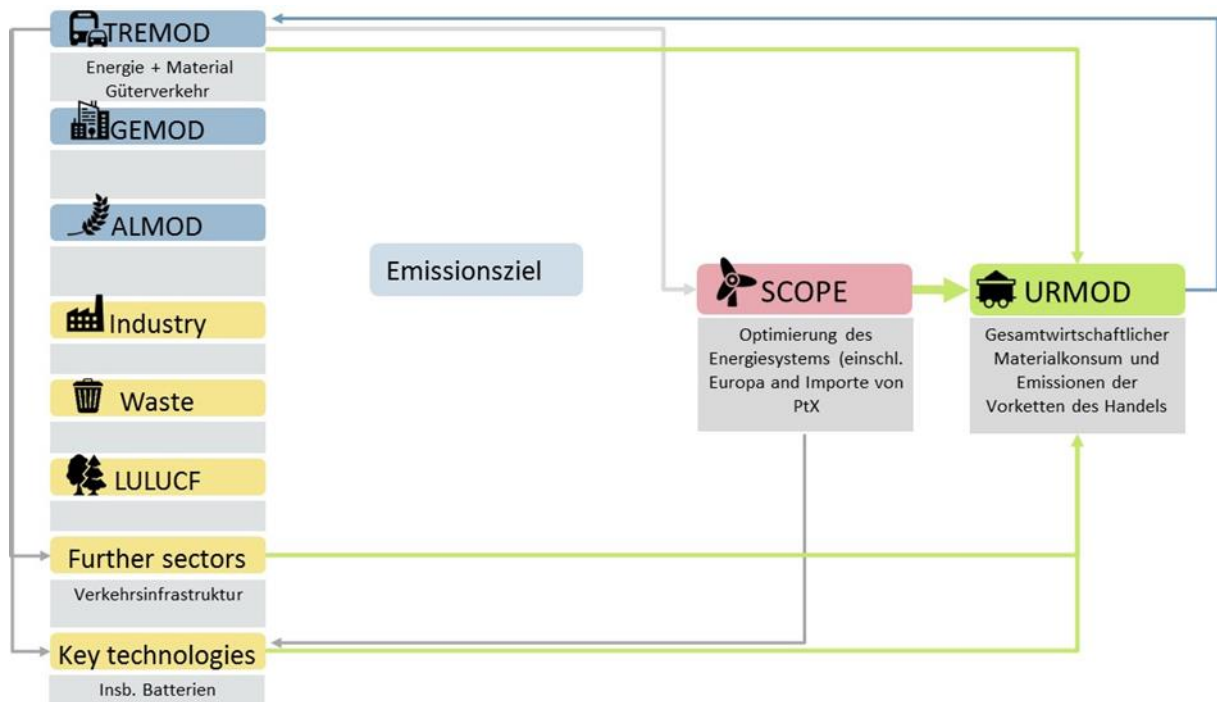 TREMOD
Energie + Material
Güterverkehr
GEMOD
ALMOD
Industry
Waste
LULUCF
Further sectors
Verkehrsinfrastruktur
Key technologies
Insb. Batterien
Emissionsziel
SCOPE
Optimierung des
Energiesystems (einschl.
Europa and Importe von
PtX
URMOD
Gesamtwirtschaftlicher
Materialkonsum und
Emissionen der
Vorketten des Handels